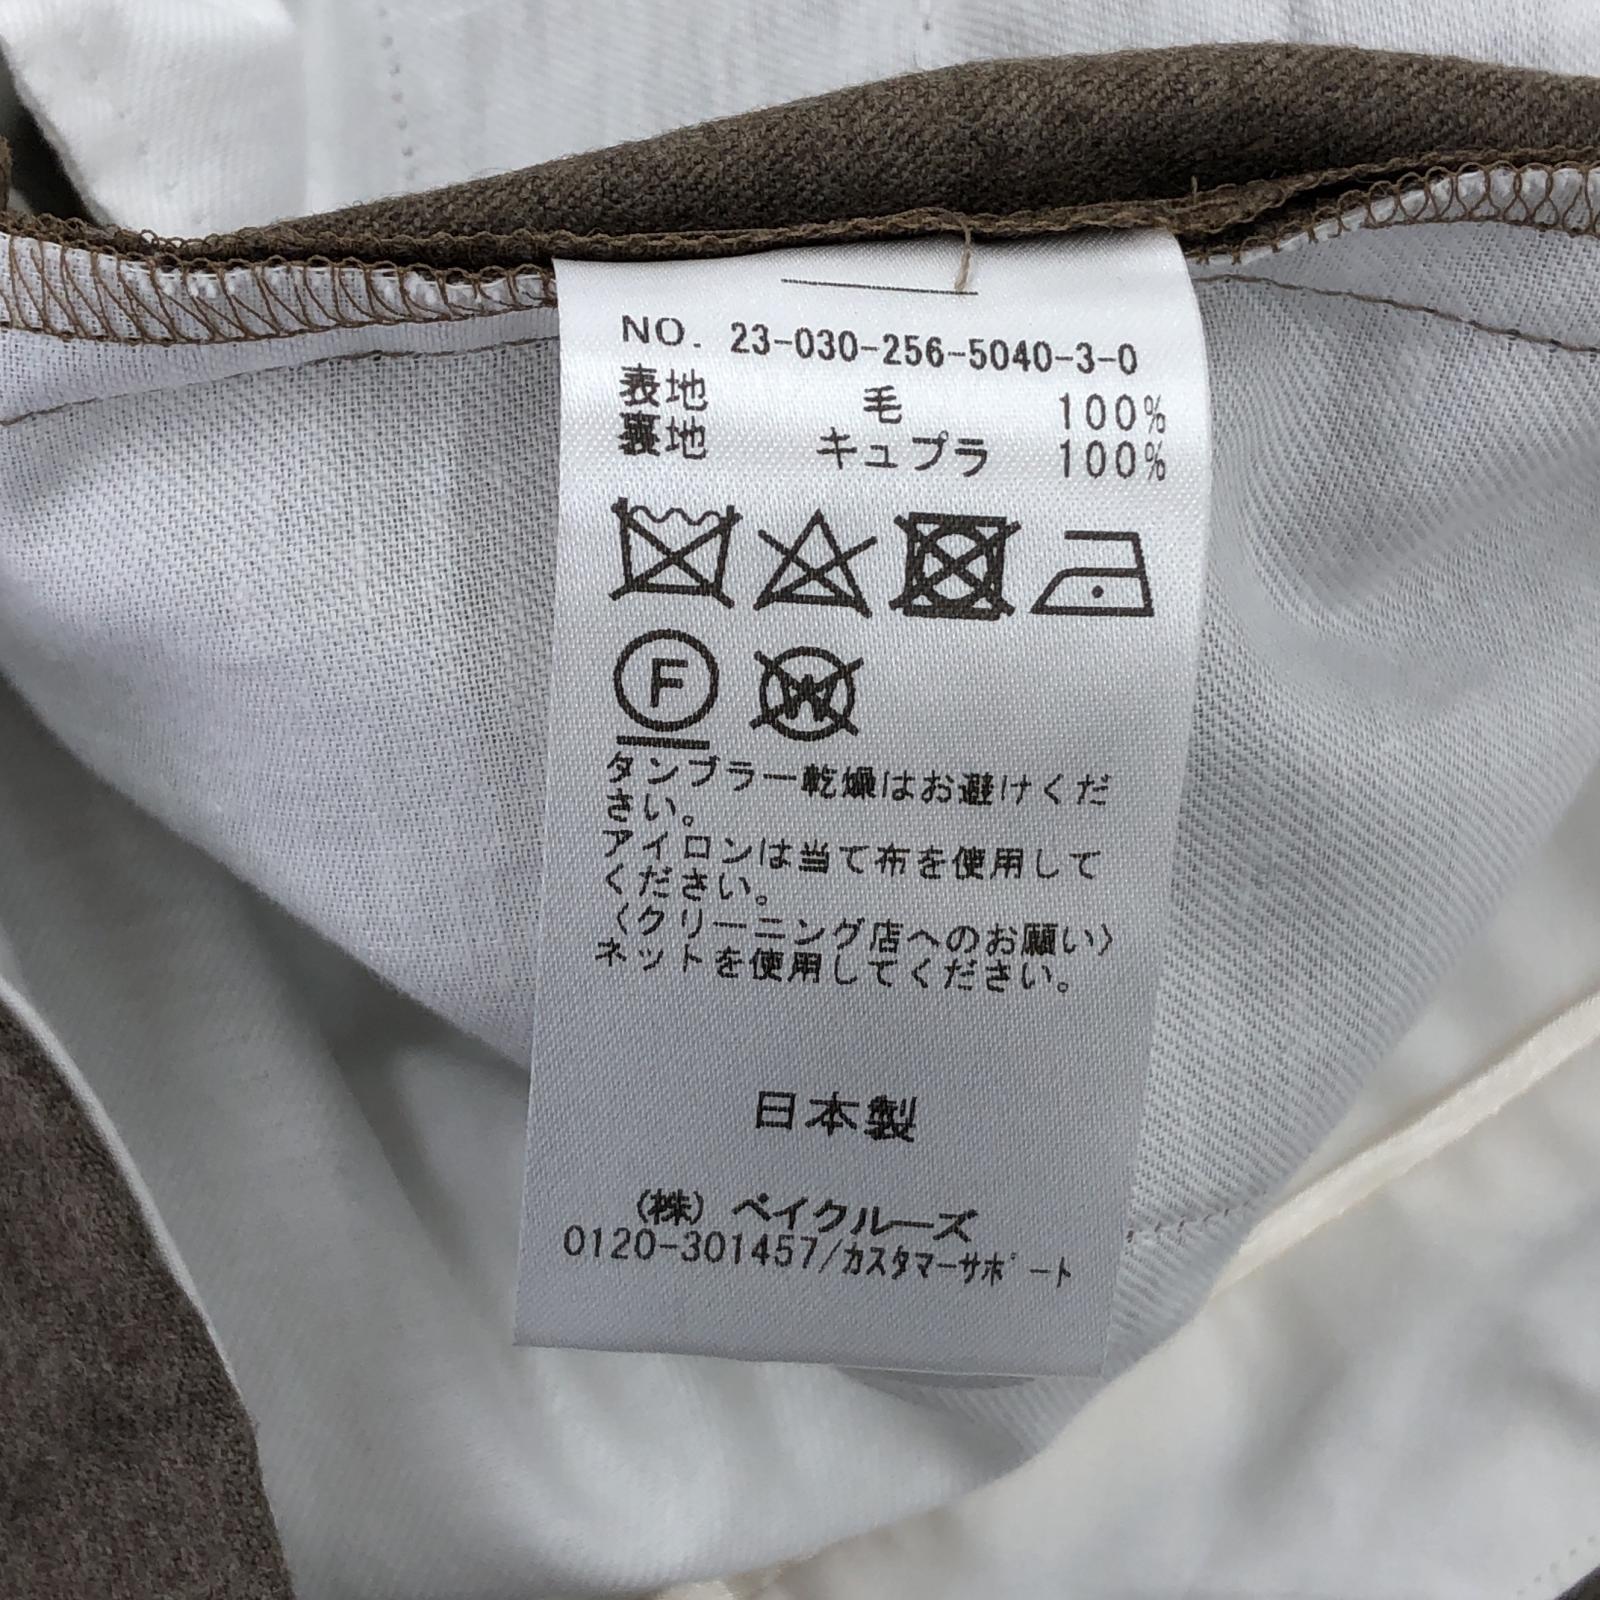 NO. 23-030-256-5040-3-0
表地 毛 100%
裏地 キュプラ 100%
F
W
タンブラー乾燥はお避けくだ
さい。
アイロンは当て布を使用して
ください。
〈クリーニング店へのお願い〉
ネットを使用してください。
日本製
(株) ベイクルーズ
0120-301457/カスタマーサポート